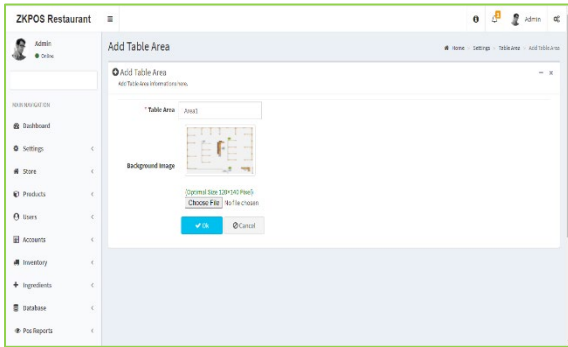 ZKPOS Restaurant
Admin
Admin
Online
Add Table Area
Home
Settings
Table Area
Add Table Area
Add Table Area
Add Table Area Informations here.
* Table Area
Area1
Background Image
(Optimal Size 120*140 Pixel)
Choose File No file chosen
Ok
Cancel
MAIN NAVIGATION
Dashboard
Settings
Store
Products
Users
Accounts
Inventory
Ingredients
Database
Pos Reports